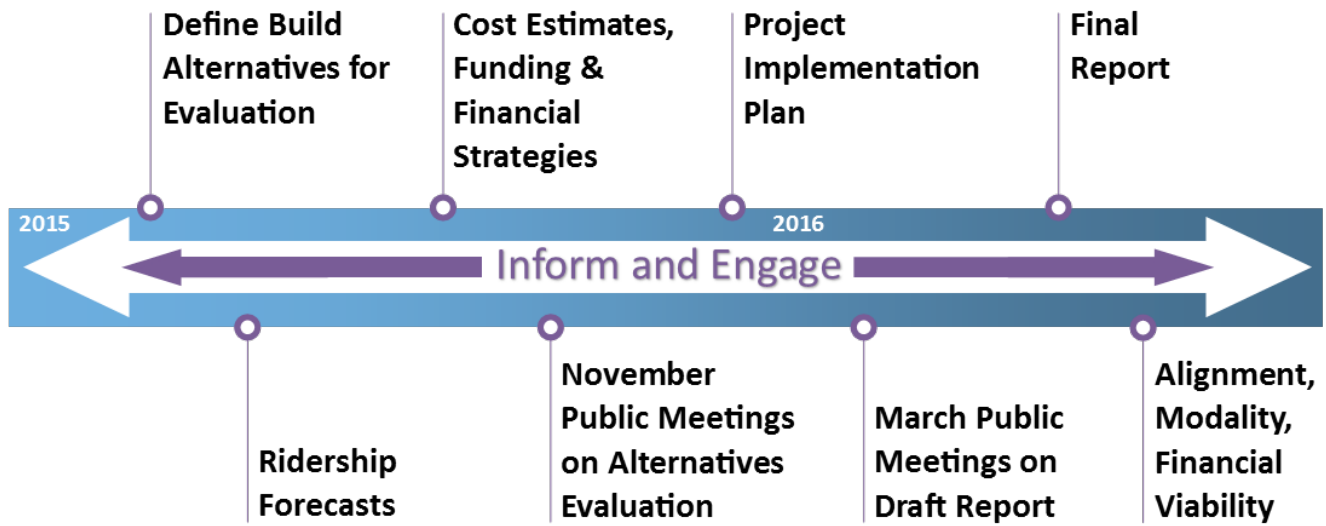 Define Build
Alternatives for
Evaluation
Cost Estimates,
Funding &
Financial
Strategies
Project
Implementation
Plan
Final
Report
2015
2016
Inform and Engage
Ridership
Forecasts
November
Public Meetings
on Alternatives
Evaluation
March Public
Meetings on
Draft Report
Alignment,
Modality,
Financial
Viability